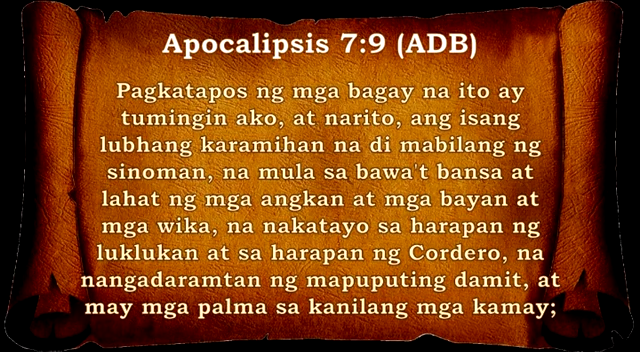 Apocalipsis 7:9 (ADB)
Pagkatapos ng mga bagay na ito ay
tumingin ako, at narito, ang isang
lubhang karamihan na di mabilang ng
sinoman, na mula sa bawa't bansa at
lahat ng mga angkan at mga bayan at
mga wika, na nakatayo sa harapan ng
luklukan at sa harapan ng Cordero, na
nangadaramtan ng mapuputing damit, at
may mga palma sa kanilang mga kamay;